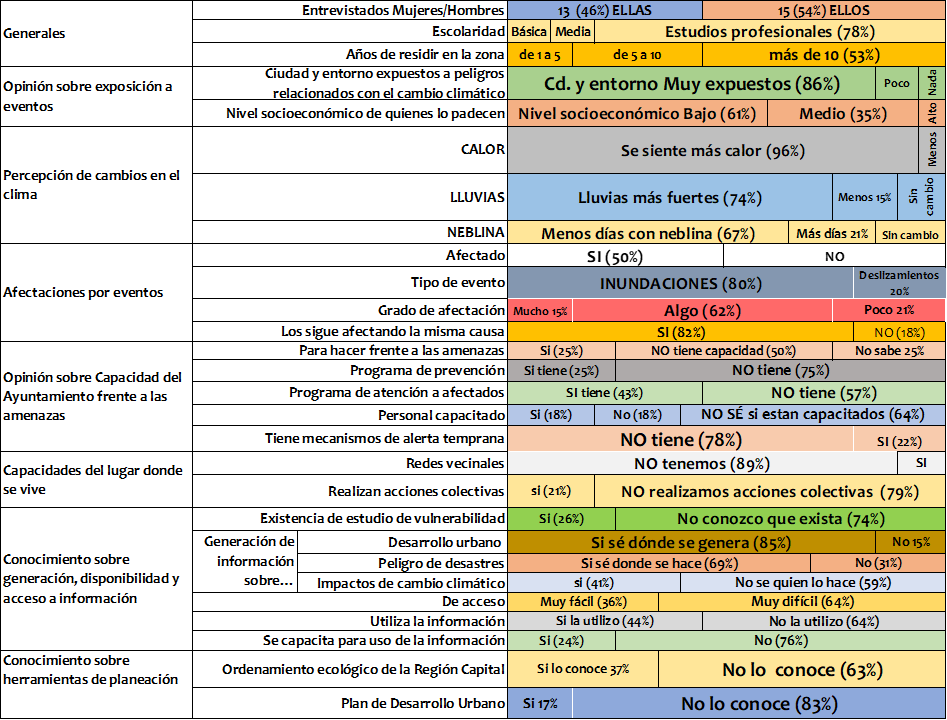 Generales
Entrevistados Mujeres/Hombres
13 (46%) ELLAS
15 (54%) ELLOS
Escolaridad
Básica
Media
Estudios profesionales (78%)
Años de residir en la zona
de 1 a 5
de 5 a 10
más de 10 (53%)
Opinión sobre exposición a
eventos
Ciudad y entorno expuestos a peligros
relacionados con el cambio climático
Cd. y entorno Muy expuestos (86%)
Poco
Nada
Nivel socioeconómico de quienes lo padecen
Nivel socioeconómico Bajo (61%)
Medio (35%)
Alto
Percepción de cambios en el
clima
CALOR
Se siente más calor (96%)
Menos
LLUVIAS
Lluvias más fuertes (74%)
Menos 15%
Sin
cambio
NEBLINA
Menos días con neblina (67%)
Más días 21%
Sin cambio
Afectaciones por eventos
Afectado
SI (50%)
NO
Tipo de evento
INUNDACIONES (80%)
Deslizamientos
20%
Grado de afectación
Mucho 15%
Algo (62%)
Poco 21%
Los sigue afectando la misma causa
SI (82%)
NO (18%)
Opinión sobre Capacidad del
Ayuntamiento frente a las
amenazas
Para hacer frente a las amenazas
Si (25%)
NO tiene capacidad (50%)
No sabe 25%
Programa de prevención
Si tiene (25%)
NO tiene (75%)
Programa de atención a afectados
SI tiene (43%)
NO tiene (57%)
Personal capacitado
Si (18%)
No (18%)
NO SÉ si estan capacitados (64%)
Tiene mecanismos de alerta temprana
NO tiene (78%)
SI (22%)
Capacidades del lugar donde
se vive
Redes vecinales
NO tenemos (89%)
SI
Realizan acciones colectivas
si (21%)
NO realizamos acciones colectivas (79%)
Conocimiento sobre
generación, disponibilidad y
acceso a información
Existencia de estudio de vulnerabilidad
Si (26%)
No conozco que exista (74%)
Generación de
información
sobre...
Desarrollo urbano
Si sé dónde se genera (85%)
No 15%
Peligro de desastres
Si sé donde se hace (69%)
No (31%)
Impactos de cambio climático
si (41%)
No se quien lo hace (59%)
De acceso
Muy fácil (36%)
Muy difícil (64%)
Utiliza la información
Si la utilizo (44%)
No la utilizo (64%)
Se capacita para uso de la información
Si (24%)
No (76%)
Conocimiento sobre
herramientas de planeación
Ordenamiento ecológico de la Región Capital
Si lo conoce 37%
No lo conoce (63%)
Plan de Desarrollo Urbano
Si 17%
No lo conoce (83%)